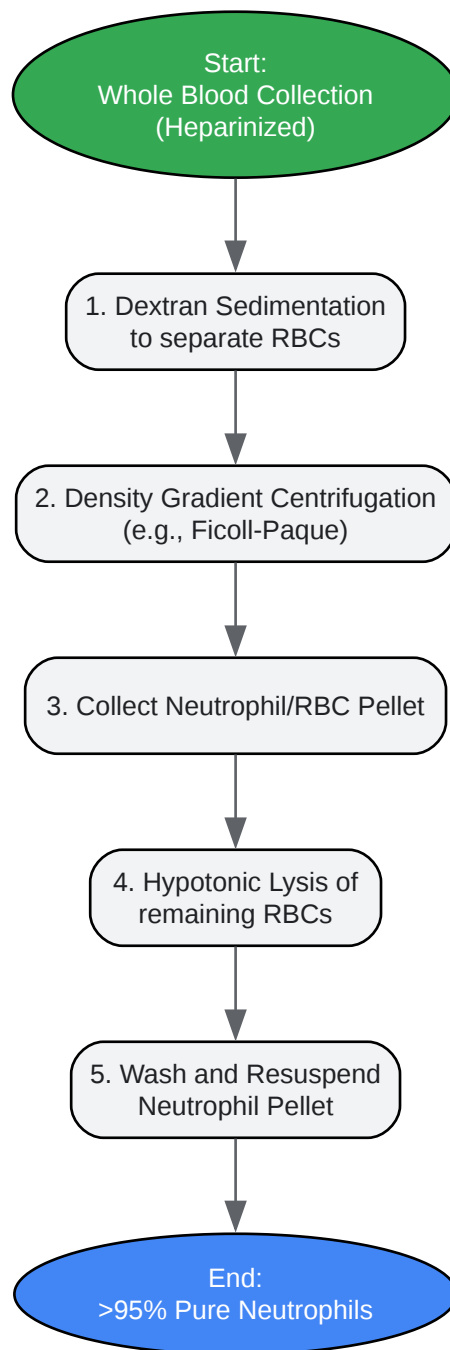 Start:
Whole Blood Collection
(Heparinized)
1. Dextran Sedimentation
to separate RBCs
2. Density Gradient Centrifugation
(e.g., Ficoll-Paque)
3. Collect Neutrophil/RBC Pellet
4. Hypotonic Lysis of
remaining RBCs
5. Wash and Resuspend
Neutrophil Pellet
End:
>95% Pure Neutrophils